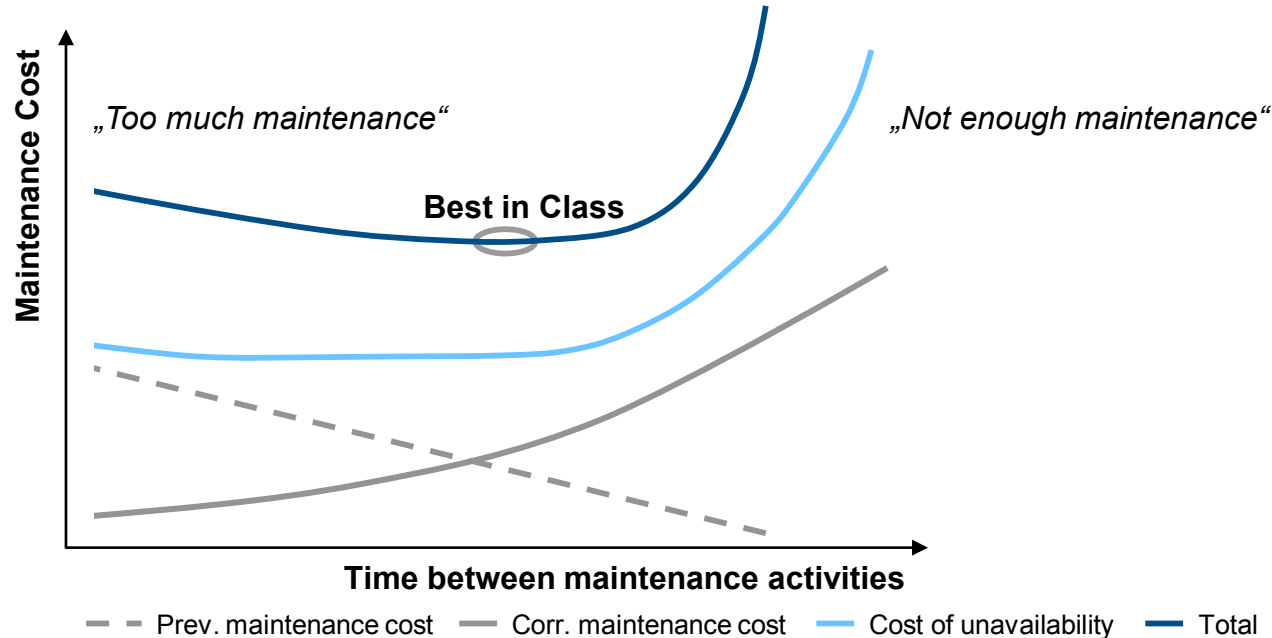 Maintenance Cost
„Too much maintenance“
„Not enough maintenance“
Best in Class
Time between maintenance activities
Prev. maintenance cost
Corr. maintenance cost
Cost of unavailability
Total